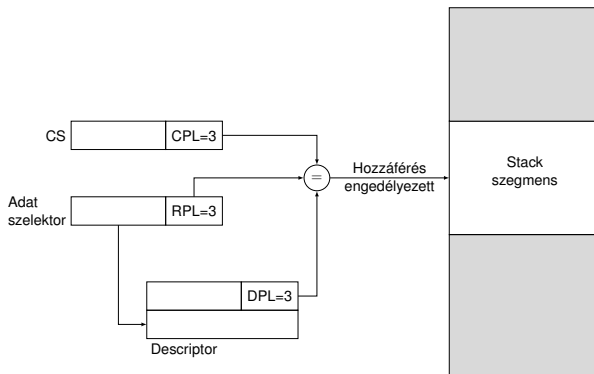 CS
CPL=3
Adat
szelektor
RPL=3
=
Hozzáférés
engedélyezett
Stack
szegmens
DPL=3
Descriptor